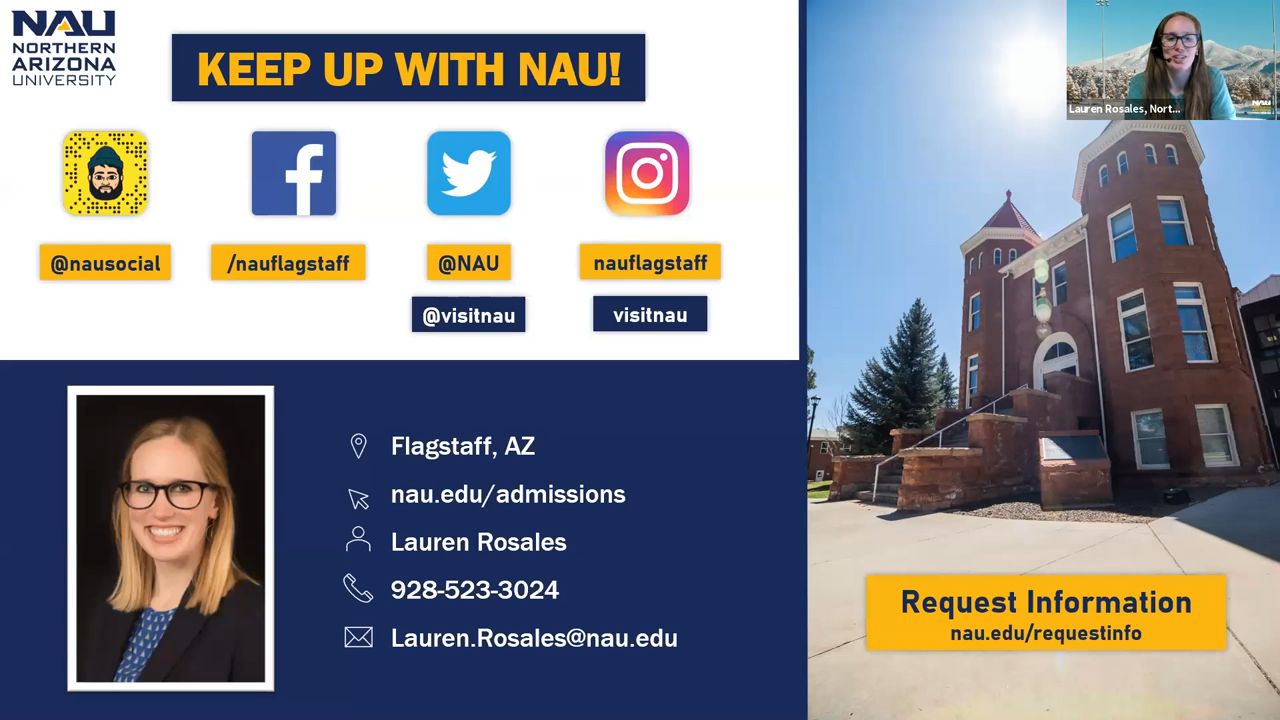 NAU
NORTHERN
ARIZONA
UNIVERSITY
KEEP UP WITH NAU!
@nausocial
/nauflagstaff
@NAU
nauflagstaff
@visitnau
visitnau
Flagstaff, AZ
nau.edu/admissions
Lauren Rosales
928-523-3024
Lauren.Rosales@nau.edu
Lauren Rosales, Nort...
NAU
Request Information
nau.edu/requestinfo